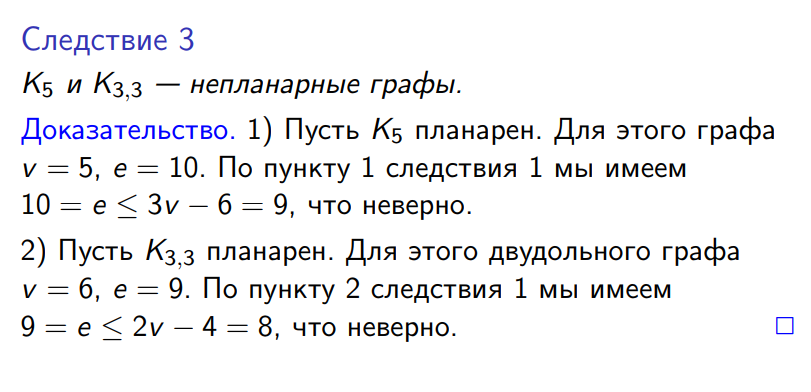 Следствие 3
K₅ и K₃,₃ — непланарные графы.
Доказательство. 1) Пусть K₅ планарен. Для этого графа
v = 5, e = 10. По пункту 1 следствия 1 мы имеем
10 = e ≤ 3v − 6 = 9, что неверно.
2) Пусть K₃,₃ планарен. Для этого двудольного графа
v = 6, e = 9. По пункту 2 следствия 1 мы имеем
9 = e ≤ 2v − 4 = 8, что неверно. □